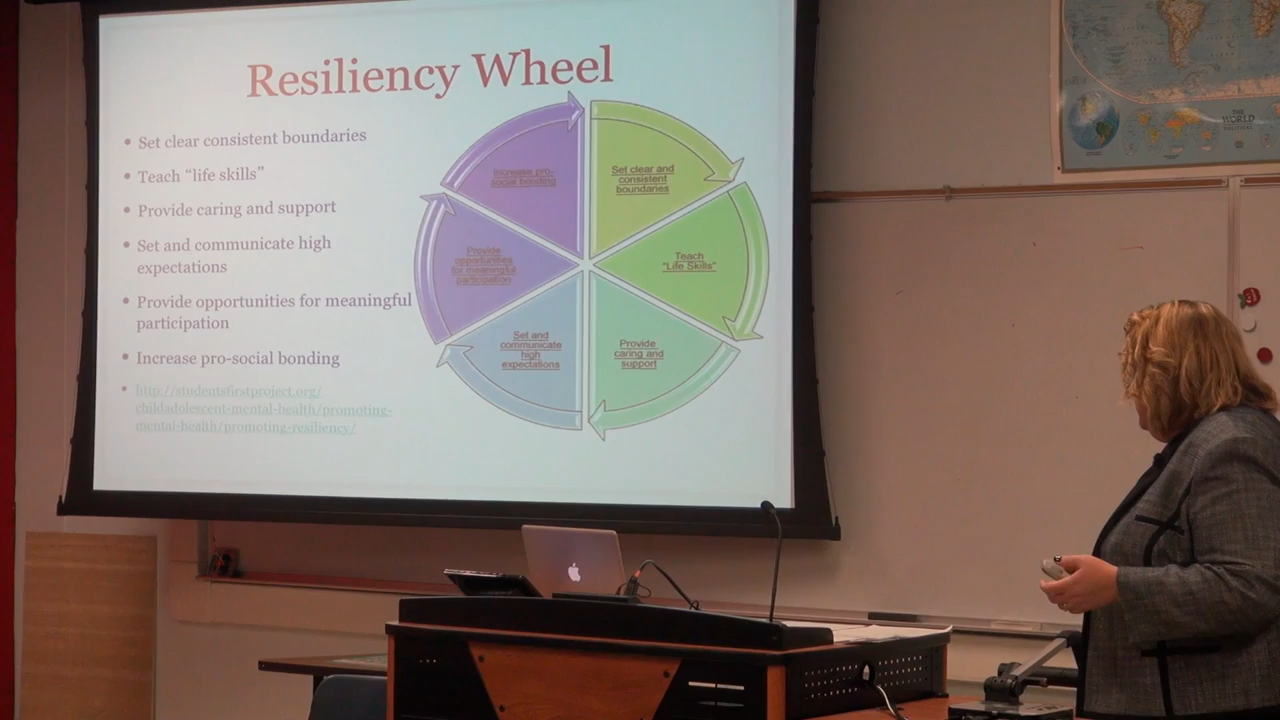 Resiliency Wheel
• Set clear consistent boundaries
• Teach “life skills”
• Provide caring and support
• Set and communicate high
expectations
• Provide opportunities for meaningful
participation
• Increase pro-social bonding
• http://studentsfirstproject.org/
childadolescent-mental-health/promoting-
mental-health/promoting-resiliency/
Increase pro-
social bonding
Set clear and
consistent
boundaries
Provide
opportunities
for meaningful
participation
Teach
"Life Skills"
Set and
communicate
high
expectations
Provide
caring and
support
THE
WORLD
POLITICAL